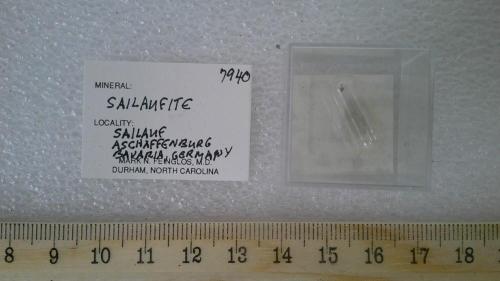 7940
MINERAL:
SAILAUFITE
LOCALITY:
SAILAUF
ASCHAFFENBURG
BAVARIA, GERMANY
MARK N. FEINGLOS, M.D.
DURHAM, NORTH CAROLINA
8 9 10 11 12 13 14 15 16 17 18